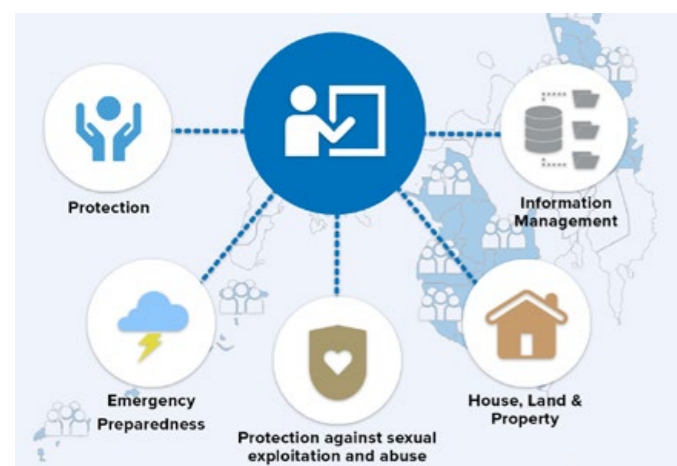 Protection
Information
Management
Emergency
Preparedness
Protection against sexual
exploitation and abuse
House, Land &
Property